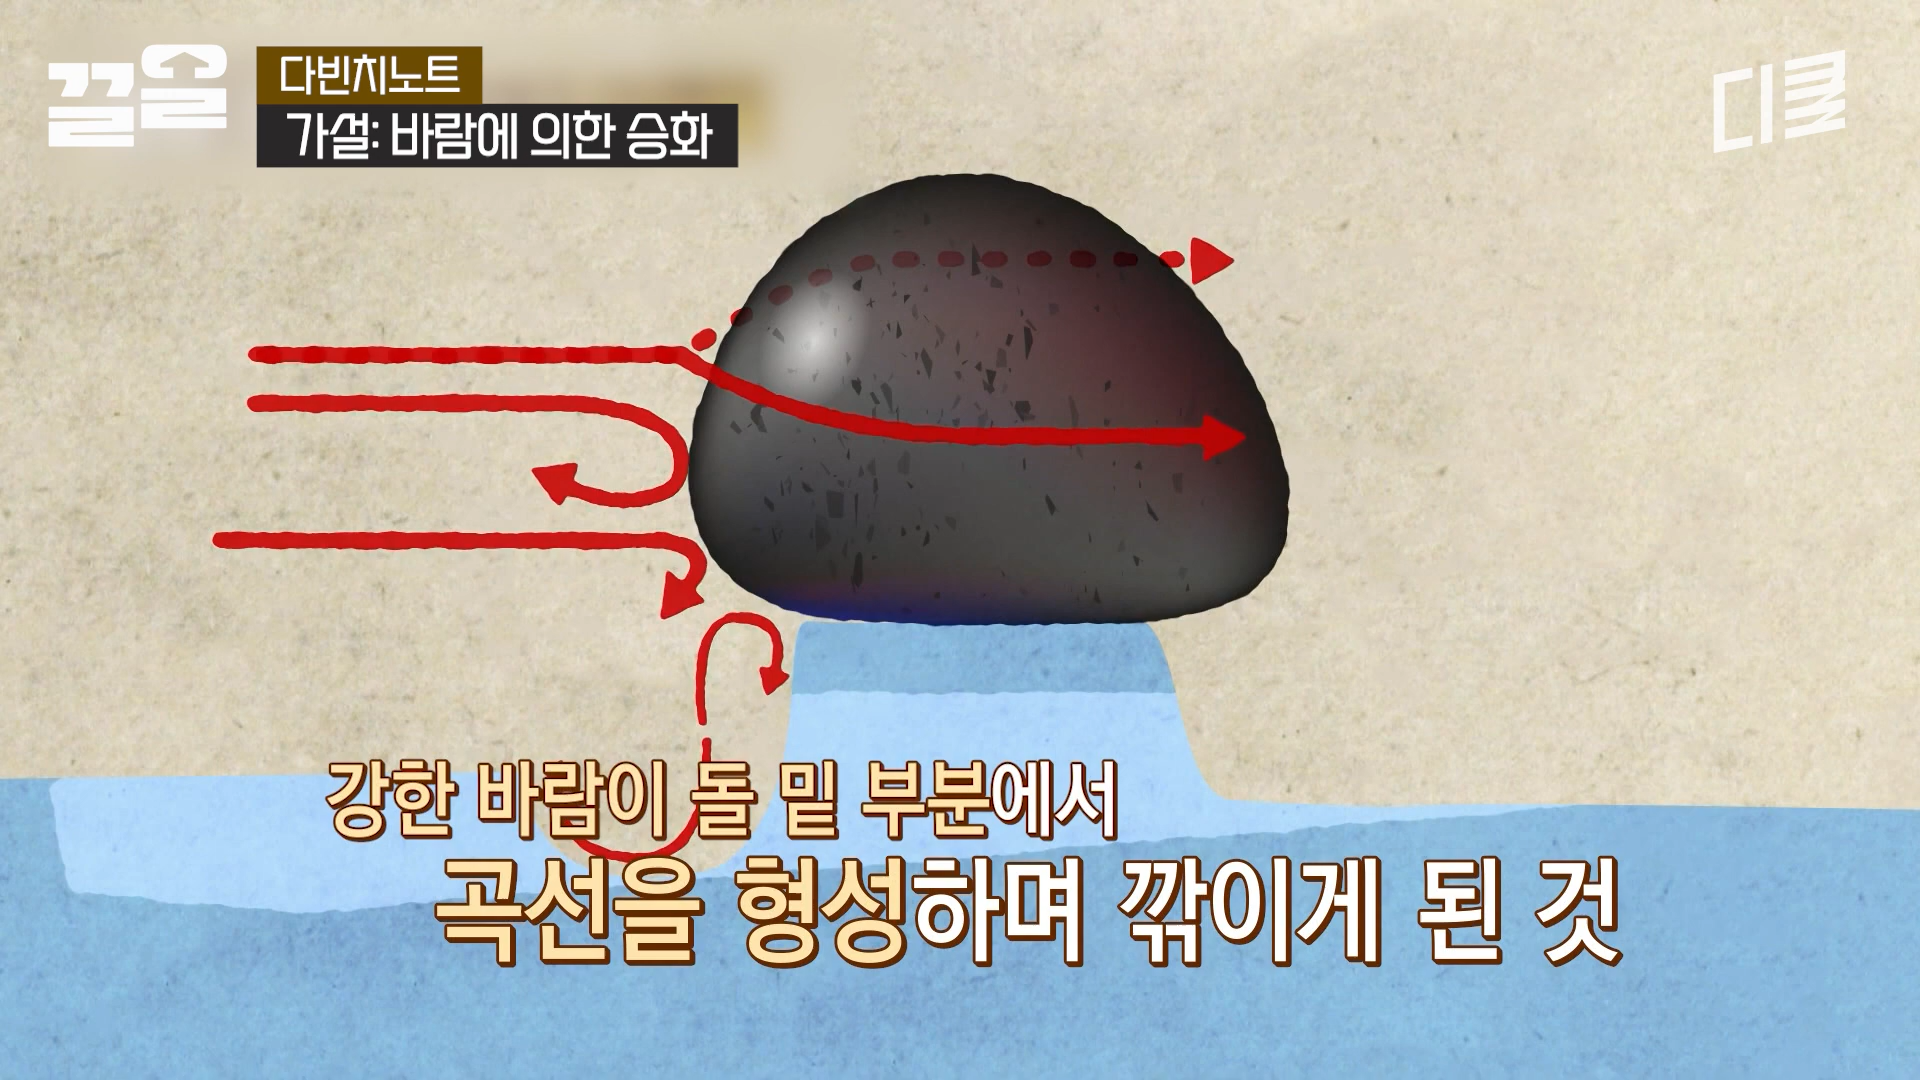 끌올
다빈치노트
가설: 바람에 의한 승화
디클
강한 바람이 돌 밑 부분에서
곡선을 형성하며 깎이게 된 것